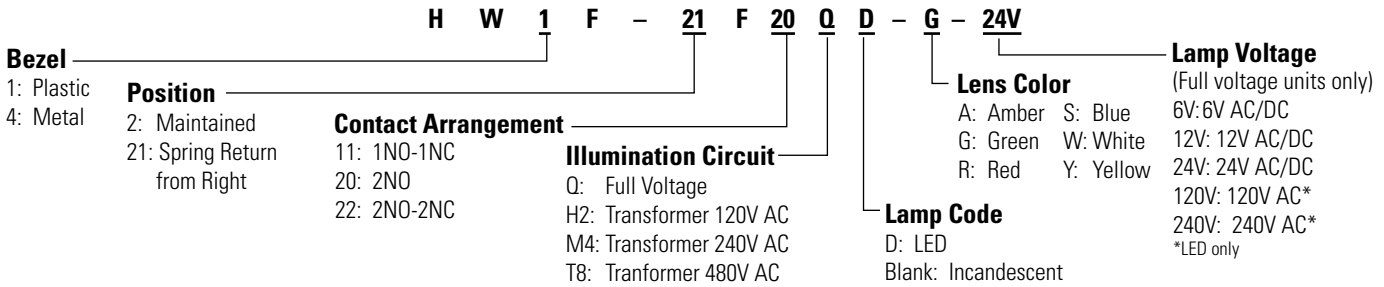 H W 1 F – 21 F 20 Q D – G – 24V
Bezel
1: Plastic
4: Metal
Position
2: Maintained
21: Spring Return
from Right
Contact Arrangement
11: 1NO-1NC
20: 2NO
22: 2NO-2NC
Illumination Circuit
Q: Full Voltage
H2: Transformer 120V AC
M4: Transformer 240V AC
T8: Tranformer 480V AC
Lamp Code
D: LED
Blank: Incandescent
Lens Color
A: Amber S: Blue
G: Green W: White
R: Red Y: Yellow
Lamp Voltage
(Full voltage units only)
6V: 6V AC/DC
12V: 12V AC/DC
24V: 24V AC/DC
120V: 120V AC*
240V: 240V AC*
*LED only